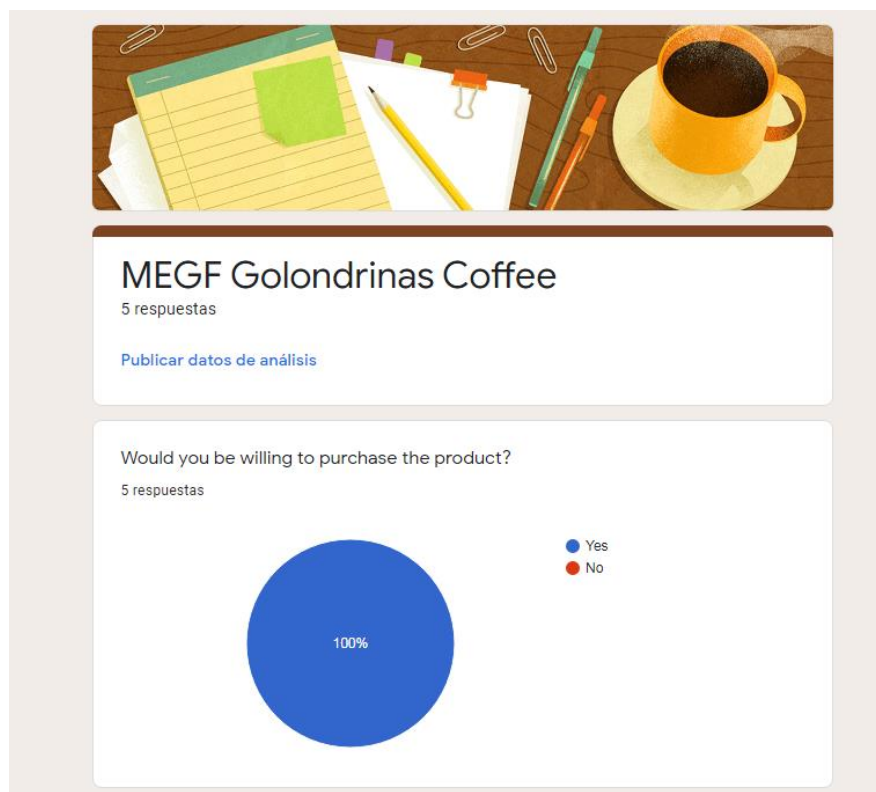 MEGF Golondrinas Coffee
5 respuestas
Publicar datos de análisis
Would you be willing to purchase the product?
5 respuestas
Yes
No
100%